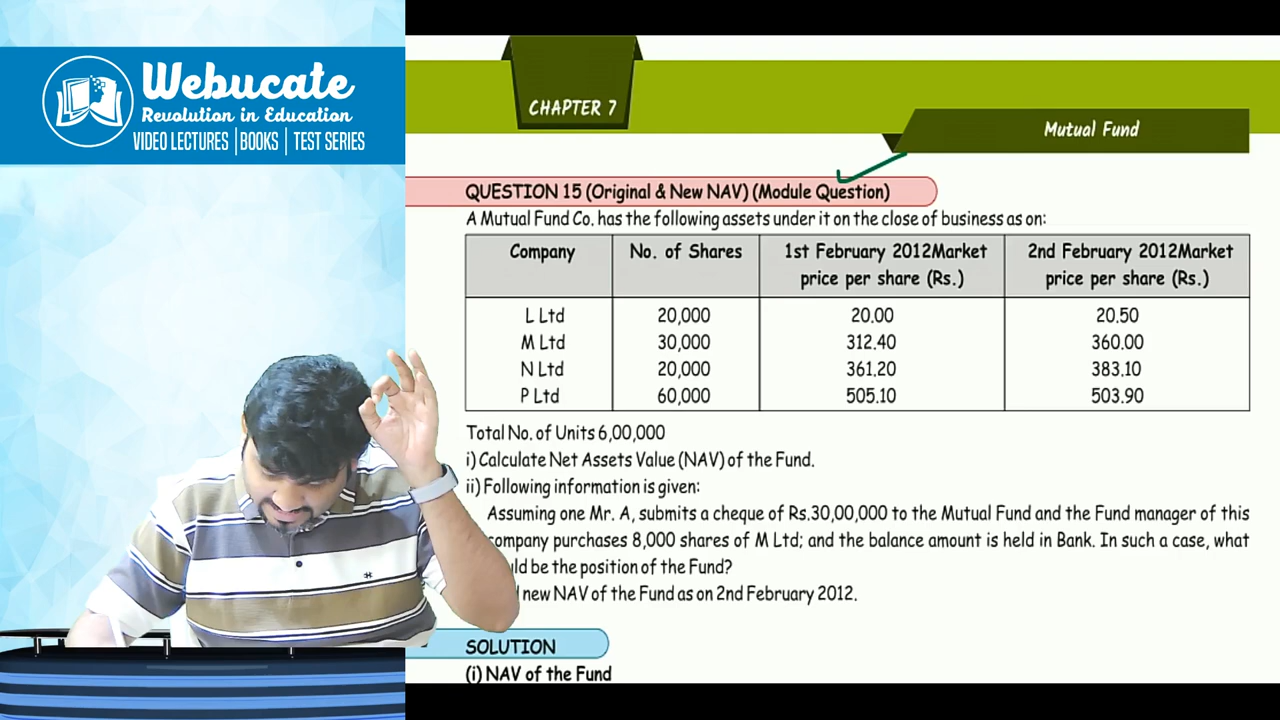 Webucate
Revolution in Education
VIDEO LECTURES | BOOKS | TEST SERIES
CHAPTER 7
Mutual Fund
QUESTION 15 (Original & New NAV) (Module Question)
A Mutual Fund Co. has the following assets under it on the close of business as on:
Company No. of Shares 1st February 2012Market price per share (Rs.) 2nd February 2012Market price per share (Rs.)
L Ltd 20,000 20.00 20.50
M Ltd 30,000 312.40 360.00
N Ltd 20,000 361.20 383.10
P Ltd 60,000 505.10 503.90
Total No. of Units 6,00,000
i) Calculate Net Assets Value (NAV) of the Fund.
ii) Following information is given:
Assuming one Mr. A, submits a cheque of Rs.30,00,000 to the Mutual Fund and the Fund manager of this
purchases 8,000 shares of M Ltd; and the balance amount is held in Bank. In such a case, what
be the position of the Fund?
new NAV of the Fund as on 2nd February 2012.
SOLUTION
(i) NAV of the Fund